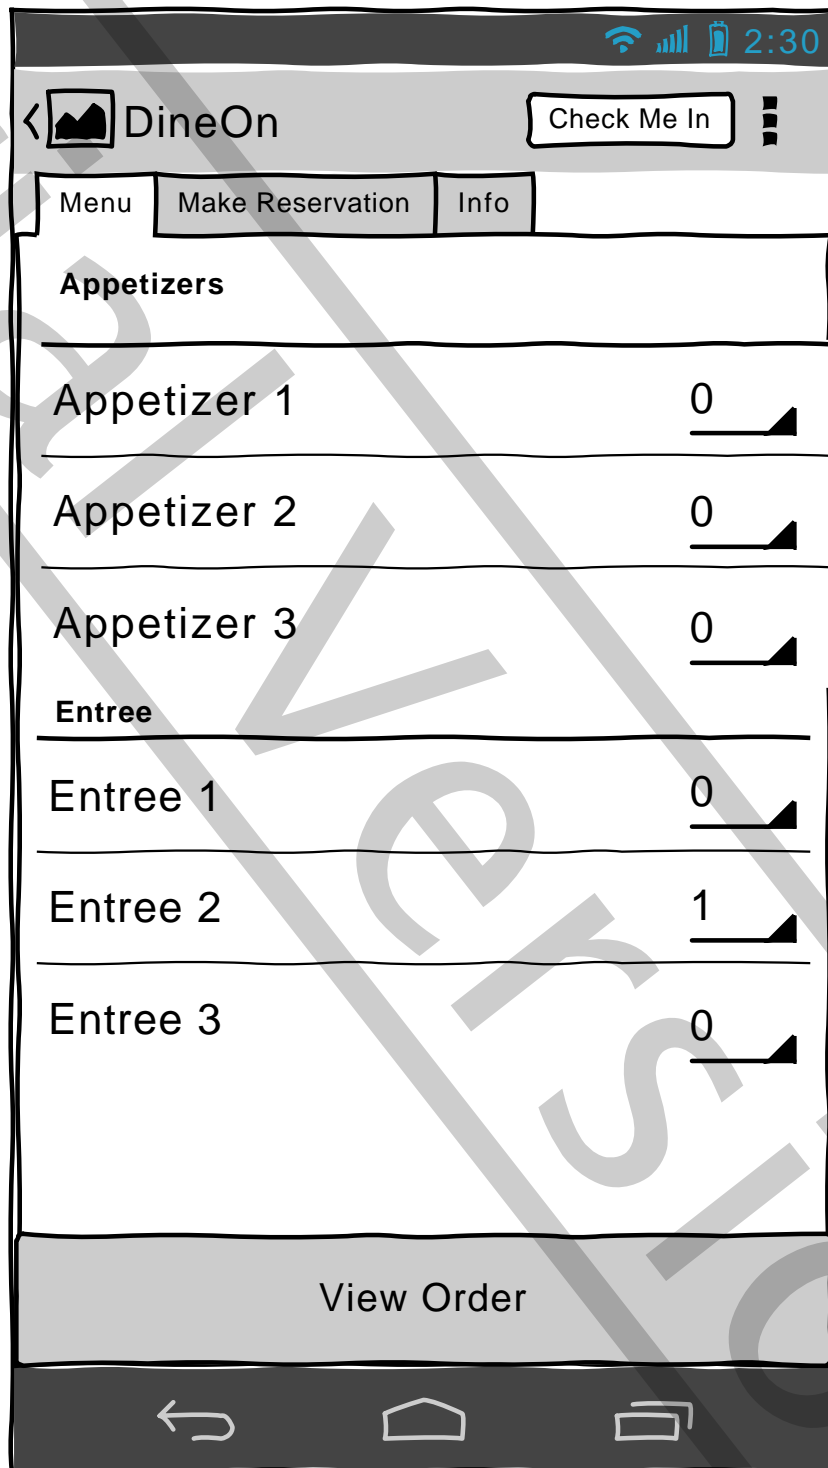 2:30
DineOn Check Me In
Menu Make Reservation Info
Appetizers
Appetizer 1 0
Appetizer 2 0
Appetizer 3 0
Entree
Entree 1 0
Entree 2 1
Entree 3 0
View Order